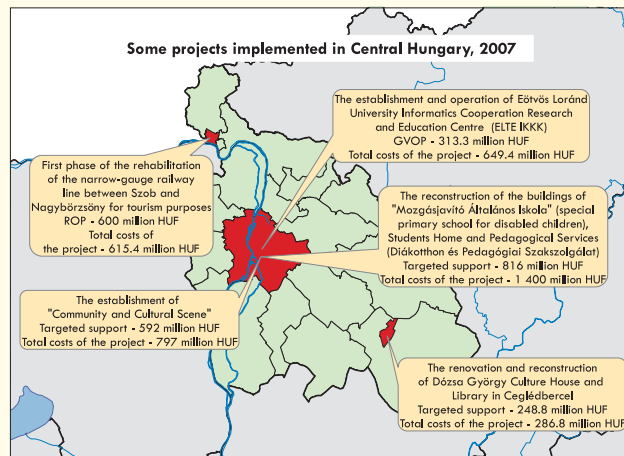 Some projects implemented in Central Hungary, 2007
The establishment and operation of Eötvös Loránd
University Informatics Cooperation Research
and Education Centre  (ELTE IKKK)
GVOP - 313.3 million HUF
Total costs of the project - 649.4 million HUF
First phase of the rehabilitation
of the narrow-gauge railway
line between Szob and
Nagybörzsöny for tourism purposes
ROP - 600 million HUF
Total costs of
the project - 615.4 million HUF
The reconstruction of the buildings of
"Mozgásjavító Általános Iskola" (special
primary school for disabled children),
Students Home and Pedagogical Services
(Diákotthon és Pedagógiai Szakszolgálat)
Targeted support - 816 million HUF
Total costs of the project - 1 400 million HUF
The establishment of
"Community and Cultural Scene"
Targeted support - 592 million HUF
Total costs of the project - 797 million HUF
The renovation and reconstruction
of Dózsa György Culture House and
Library in Ceglédbercel
Targeted support - 248.8 million HUF
Total costs of the project - 286.8 million HUF